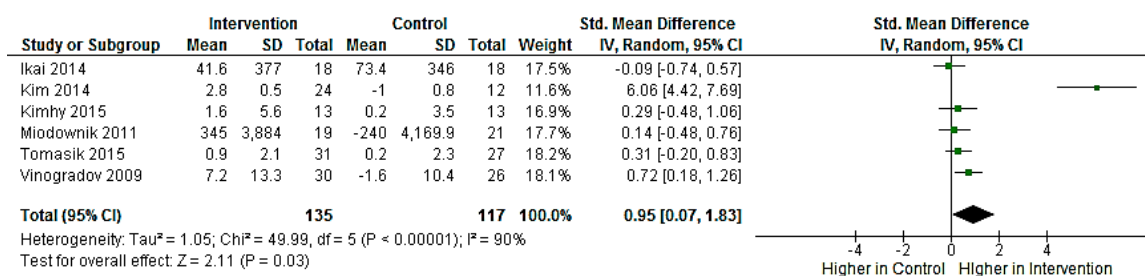 Intervention Control Std. Mean Difference Std. Mean Difference
Study or Subgroup Mean SD Total Mean SD Total Weight IV, Random, 95% CI IV, Random, 95% CI
Ikai 2014 41.6 377 18 73.4 346 18 17.5% -0.09 [-0.74, 0.57]
Kim 2014 2.8 0.5 24 -1 0.8 12 11.6% 6.06 [4.42, 7.69]
Kimhy 2015 1.6 5.6 13 0.2 3.5 13 16.9% 0.29 [-0.48, 1.06]
Miodownik 2011 345 3,884 19 -240 4,169.9 21 17.7% 0.14 [-0.48, 0.76]
Tomasik 2015 0.9 2.1 31 0.2 2.3 27 18.2% 0.31 [-0.20, 0.83]
Vinogradov 2009 7.2 13.3 30 -1.6 10.4 26 18.1% 0.72 [0.18, 1.26]
Total (95% CI) 135 117 100.0% 0.95 [0.07, 1.83]
Heterogeneity: Tau² = 1.05; Chi² = 49.99, df = 5 (P < 0.00001); I² = 90%
Test for overall effect: Z = 2.11 (P = 0.03)
-4 -2 0 2 4
Higher in Control HIgher in Intervention